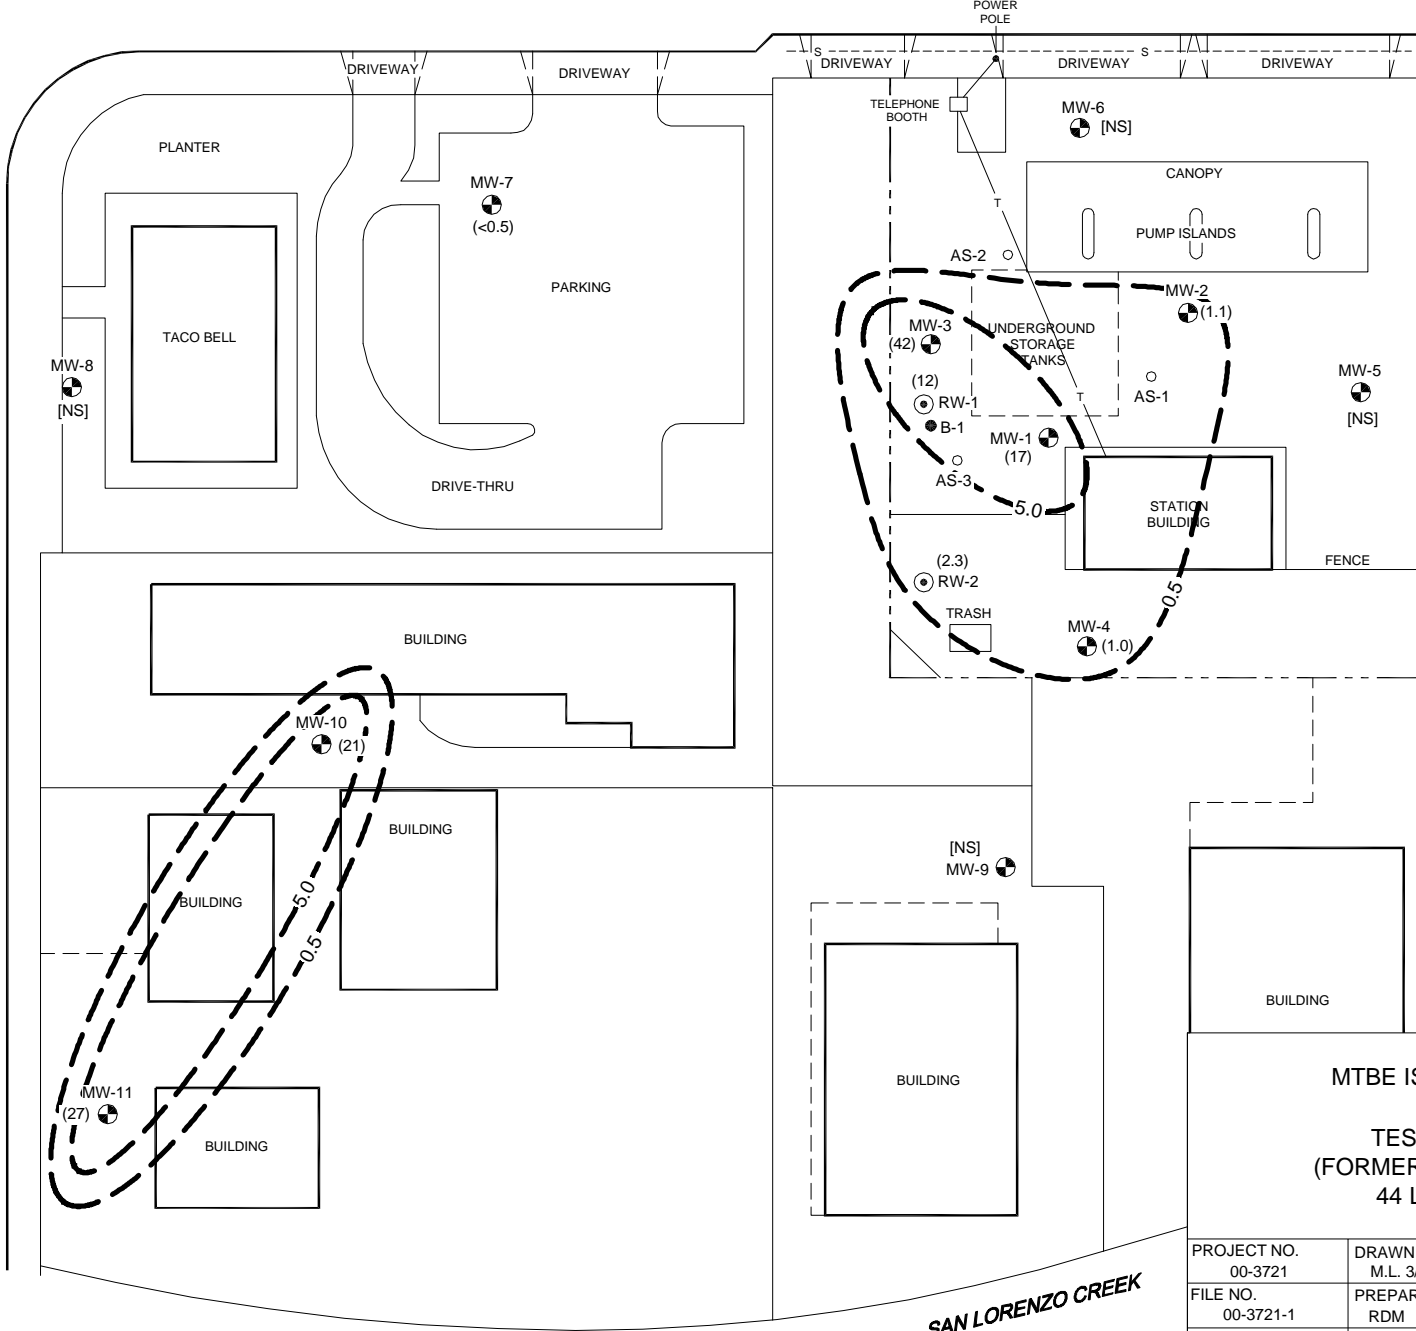 POWER
POLE
S
S
DRIVEWAY
DRIVEWAY
DRIVEWAY
DRIVEWAY
DRIVEWAY
TELEPHONE
BOOTH
MW-6
[NS]
PLANTER
CANOPY
MW-7
(<0.5)
T
PUMP ISLANDS
AS-2
PARKING
MW-2
(1.1)
TACO BELL
MW-3
(42)
UNDERGROUND
STORAGE
TANKS
MW-8
[NS]
(12)
RW-1
B-1
T
AS-1
MW-5
[NS]
MW-1
(17)
AS-3
DRIVE-THRU
5.0
STATION
BUILDING
FENCE
(2.3)
RW-2
0.5
TRASH
MW-4
(1.0)
BUILDING
MW-10
(21)
BUILDING
[NS]
MW-9
BUILDING
5.0
0.5
BUILDING
BUILDING
MW-11
(27)
BUILDING
MTBE IS
TES
(FORMER
44 L
PROJECT NO.
00-3721
DRAWN
M.L. 3/
FILE NO.
00-3721-1
PREPAR
RDM
SAN LORENZO CREEK